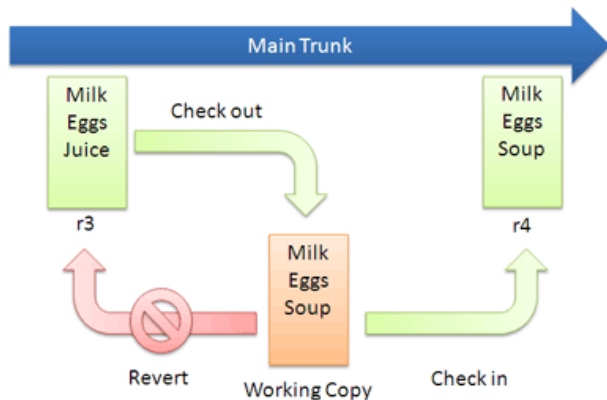 Main Trunk
Milk
Eggs
Juice
r3
Check out
Milk
Eggs
Soup
r4
Milk
Eggs
Soup
Working Copy
Revert
Check in